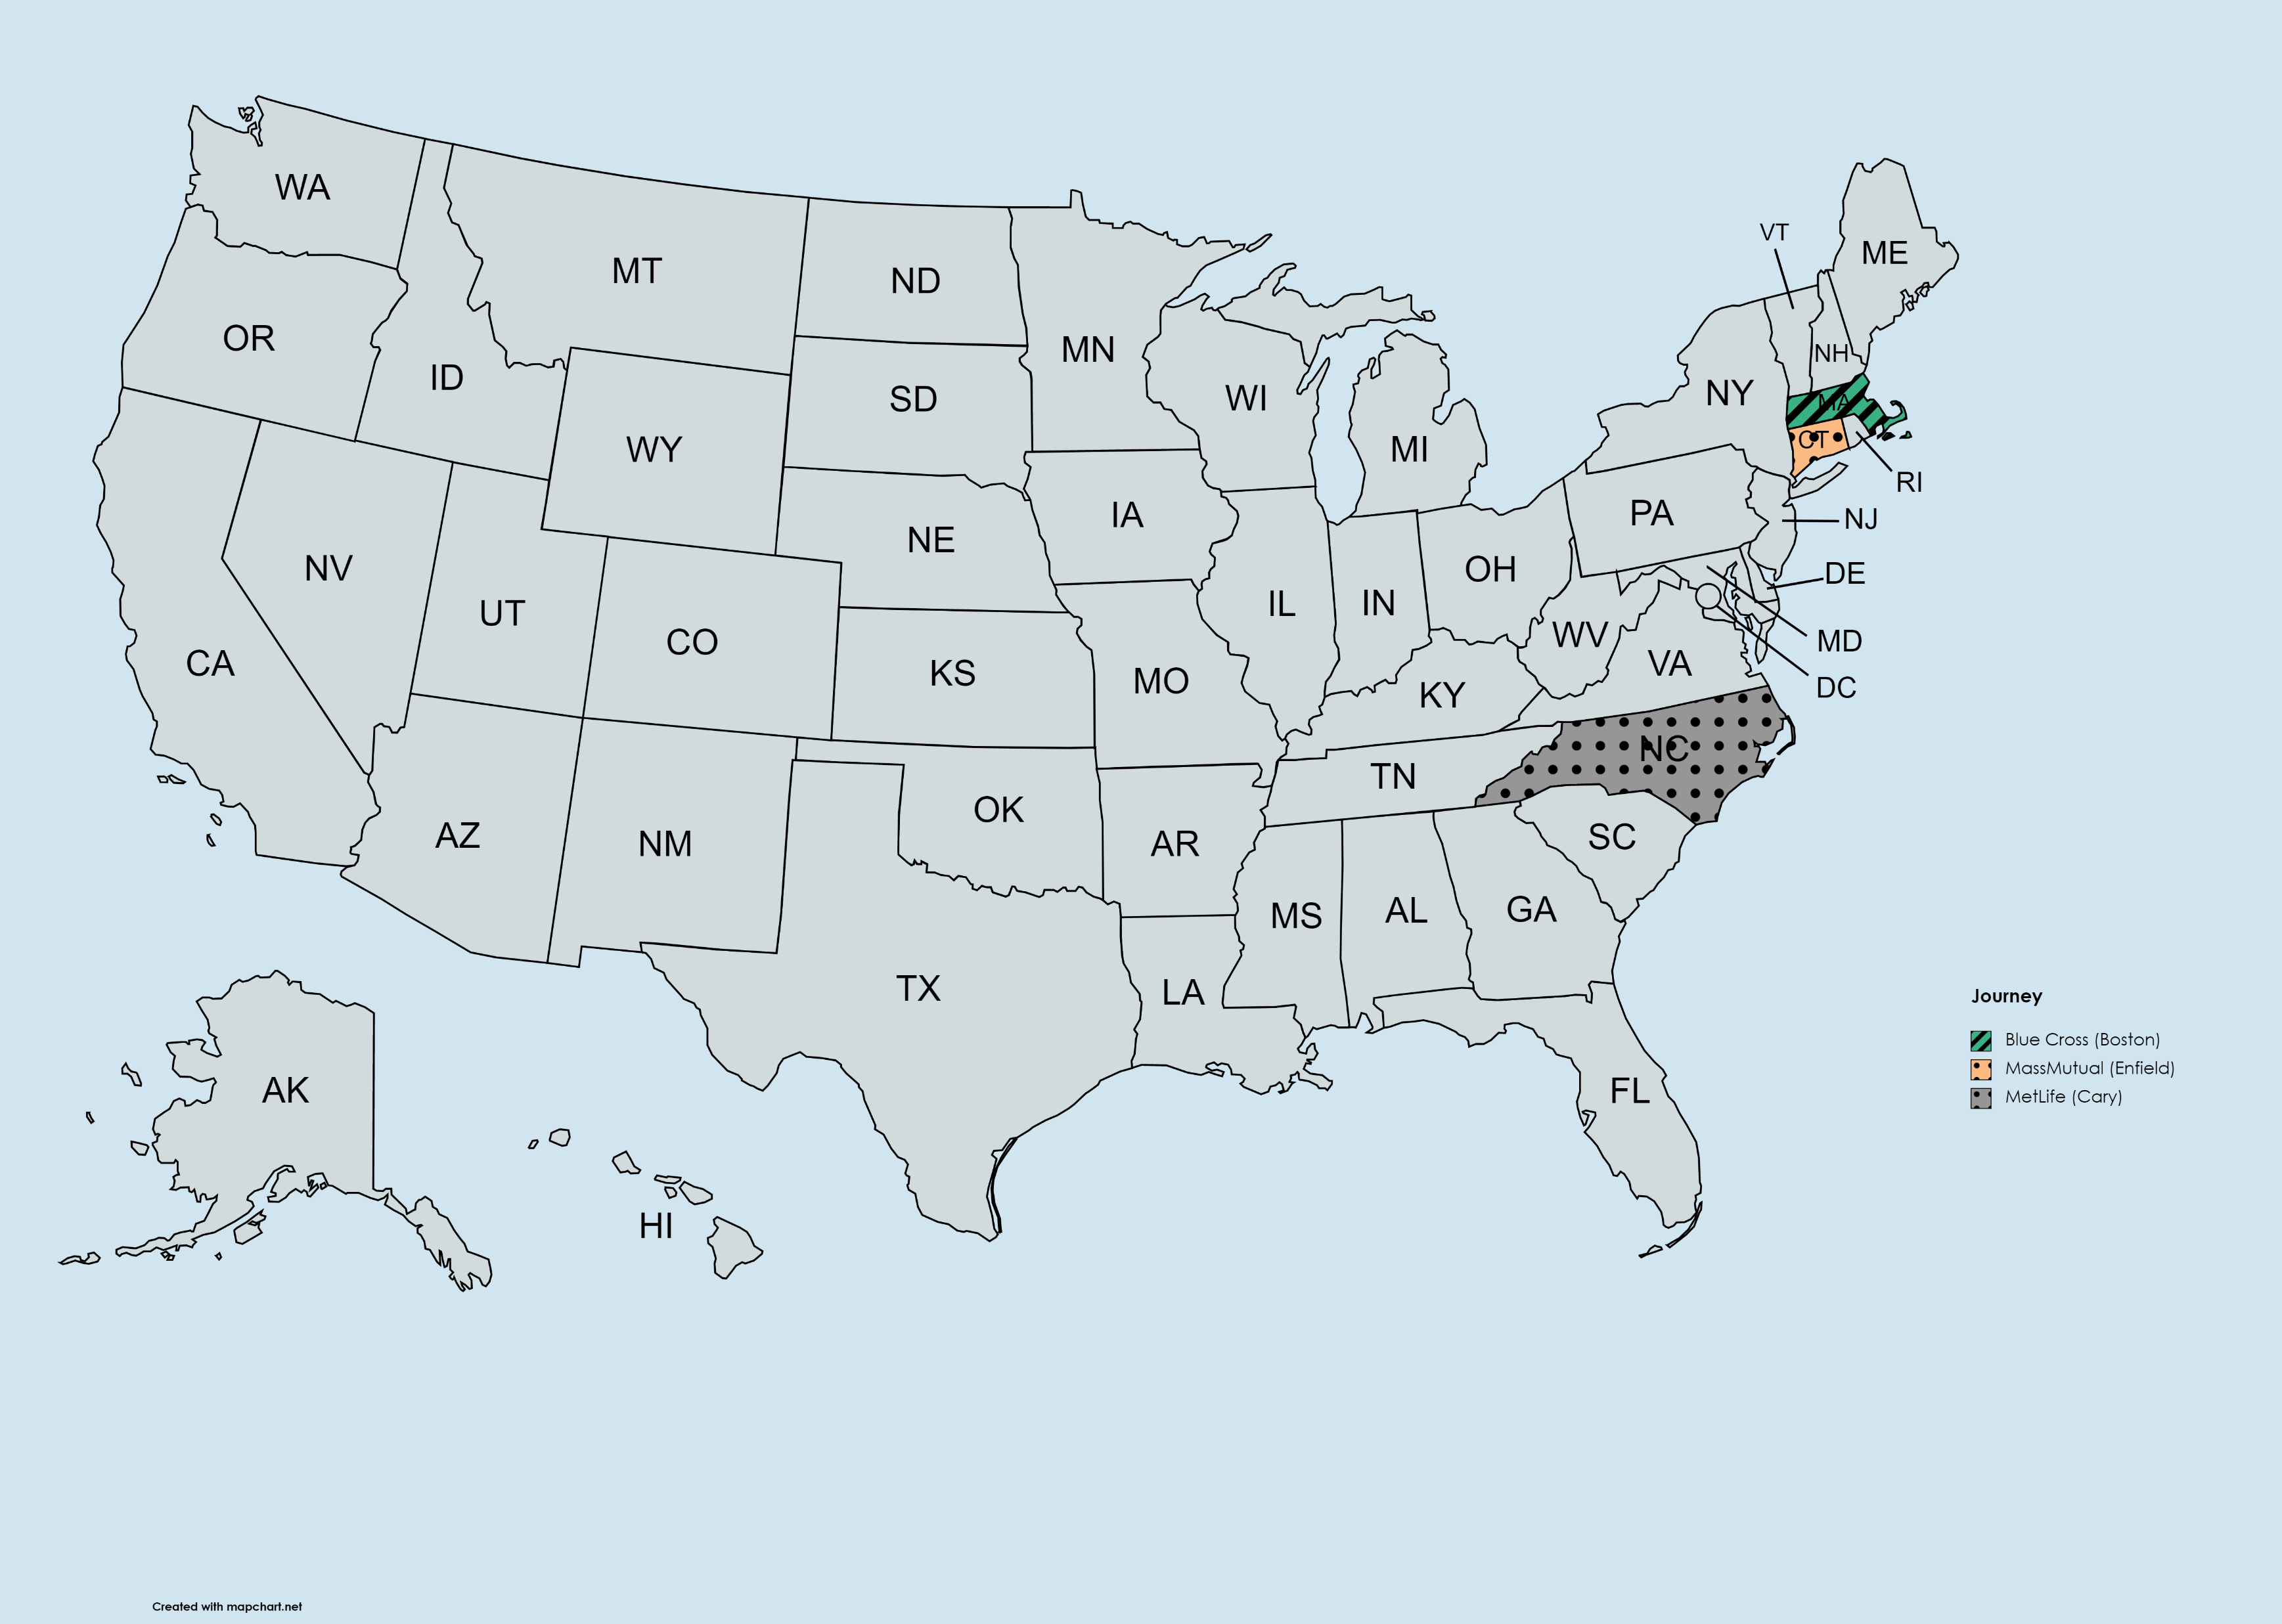 WA
MT
ND
MN
VT
ME
OR
ID
WY
SD
WI
MI
NY
NH
MA
CT
RI
NV
UT
CO
NE
IA
IL
IN
OH
PA
NJ
DE
MD
DC
CA
KS
MO
KY
WV
VA
AZ
NM
OK
AR
TN
NC
SC
TX
LA
MS
AL
GA
FL
AK
HI
Journey
Blue Cross (Boston)
MassMutual (Enfield)
MetLife (Cary)
Created with mapchart.net